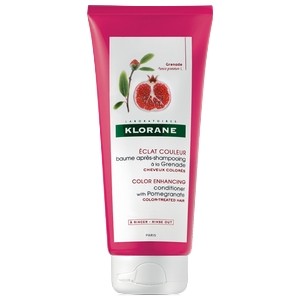 Grenade
LABORATOIRES
KLORANE
ÉCLAT COULEUR
baume après-shampooing
à la Grenade
CHEVEUX COLORÉS
COLOR ENHANCING
conditioner
with Pomegranate
COLOR-TREATED HAIR
À RINCER - RINSE OUT
PARIS